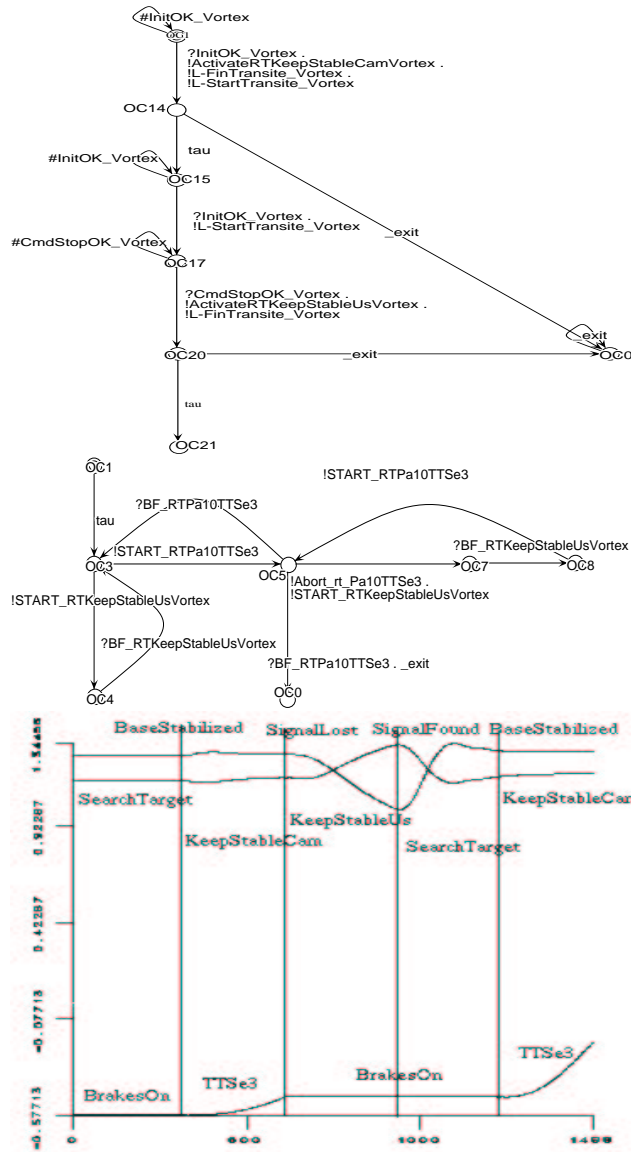 #InitOK_Vortex
OC1
?InitOK_Vortex .
!ActivateRTKeepStableCamVortex .
!L-FinTransite_Vortex .
!L-StartTransite_Vortex
OC14
tau
#InitOK_Vortex
OC15
?InitOK_Vortex .
!L-StartTransite_Vortex
_exit
#CmdStopOK_Vortex
OC17
?CmdStopOK_Vortex .
!ActivateRTKeepStableUsVortex .
!L-FinTransite_Vortex
_exit
OC20
_exit
OC0
tau
OC21
OC1
!START_RTPa10TTSe3
?BF_RTPa10TTSe3
tau
!START_RTPa10TTSe3
?BF_RTKeepStableUsVortex
OC3
OC5
OC7
OC8
!Abort_rt_Pa10TTSe3 .
!START_RTKeepStableUsVortex
!START_RTKeepStableUsVortex
?BF_RTKeepStableUsVortex
?BF_RTPa10TTSe3 . _exit
OC4
OC0
BaseStabilized
SignalLost
SignalFound
BaseStabilized
SearchTarget
KeepStableCam
KeepStableUs
KeepStableCam
SearchTarget
0.92287
0.42287
-0.07713
TTSe3
TTSe3
BrakesOn
BrakesOn
-0.57713
0
1000